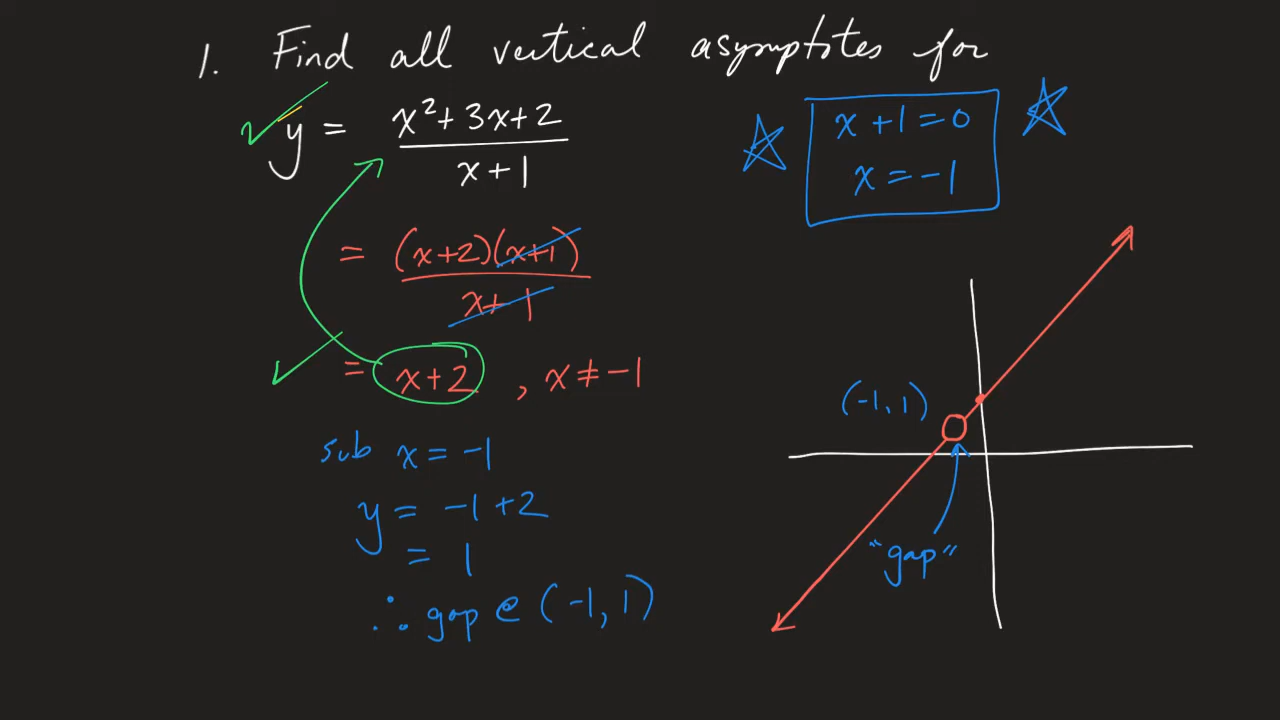 1. Find all vertical asymptotes for
y = x²+3x+2
x+1
= (x+2)(x+1)
x+1
= x+2 , x ≠ -1
sub x = -1
y = -1+2
= 1
∴ gap @ (-1, 1)
x+1=0
x=-1
(-1, 1)
"gap"